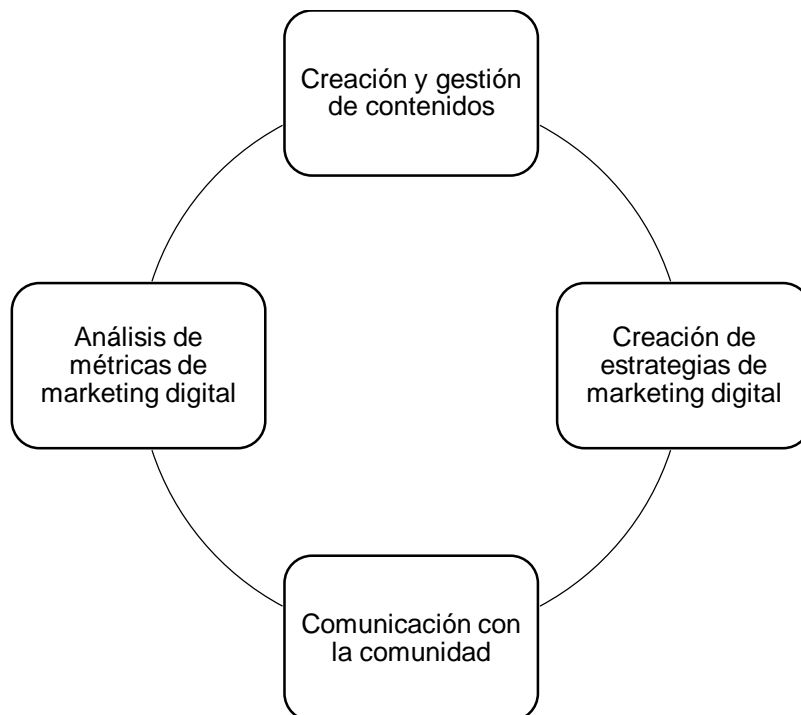 Creación y gestión
de contenidos
Análisis de
métricas de
marketing digital
Creación de
estrategias de
marketing digital
Comunicación con
la comunidad